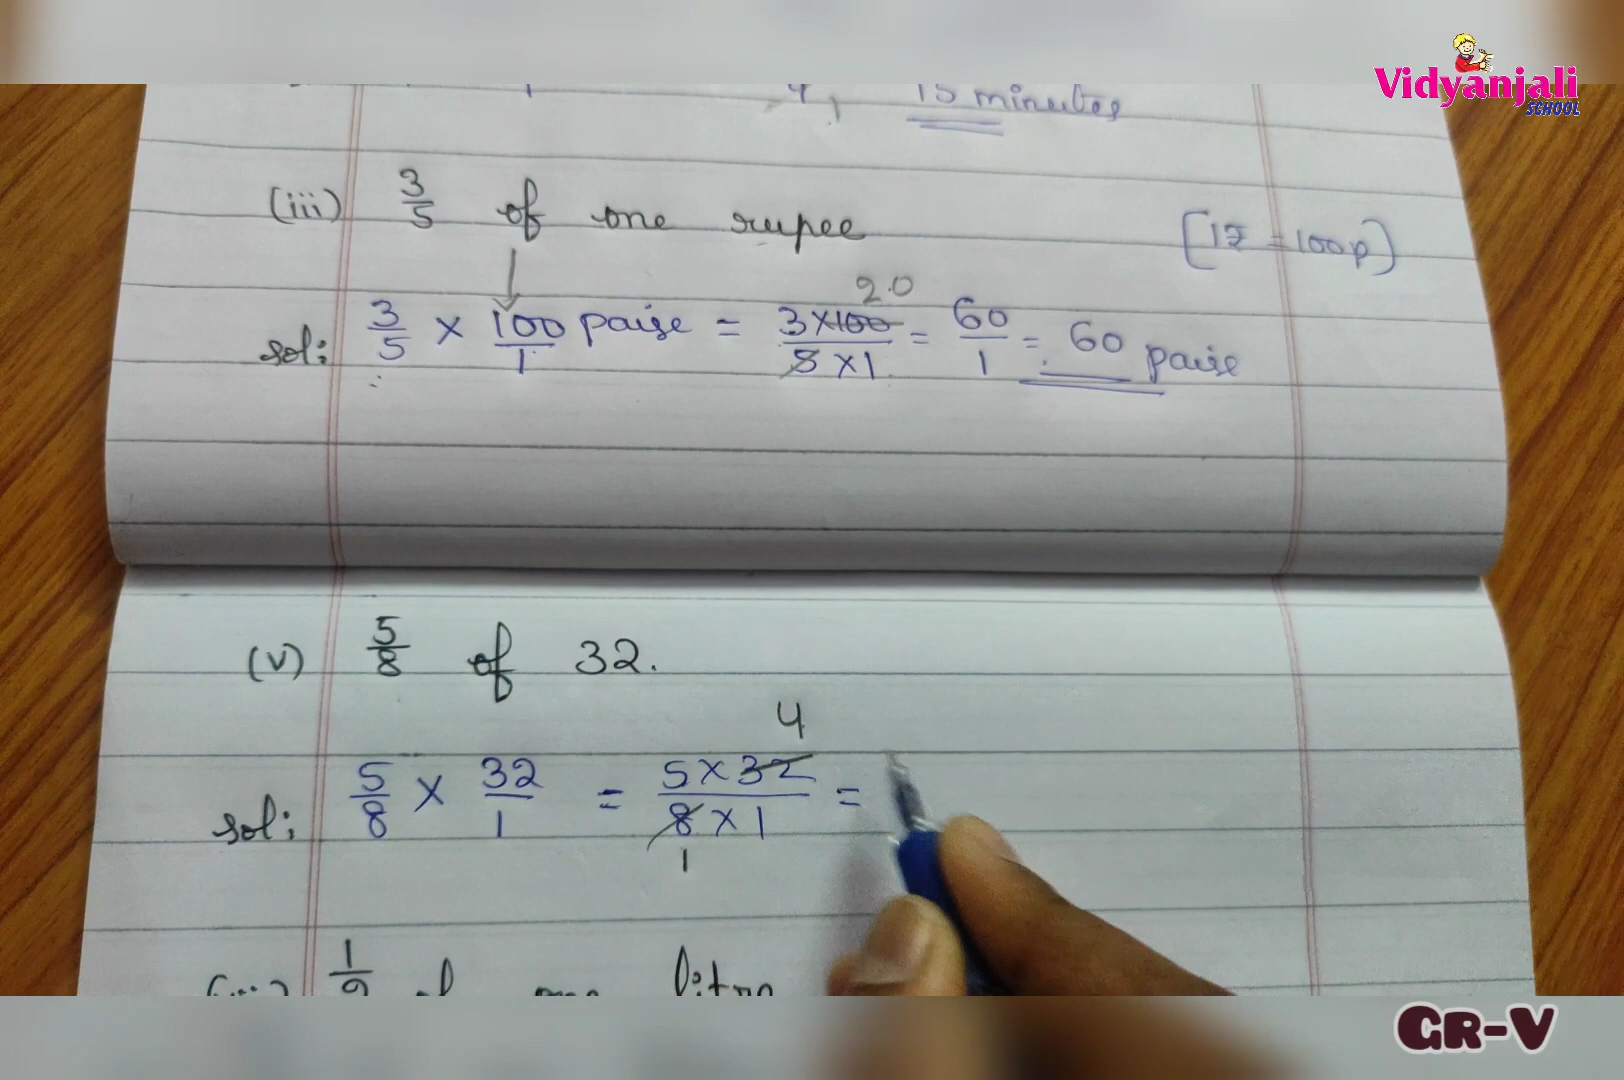 Vidyanjali
SCHOOL
15 minutes
(iii) 3/5 of one rupee [1₹ = 100p]
20
sol: 3/5 × 100/1 paise = 3×100/5×1 = 60/1 = 60 paise
(v) 5/8 of 32.
4
sol: 5/8 × 32/1 = 5×32/8×1 =
1
GR-V